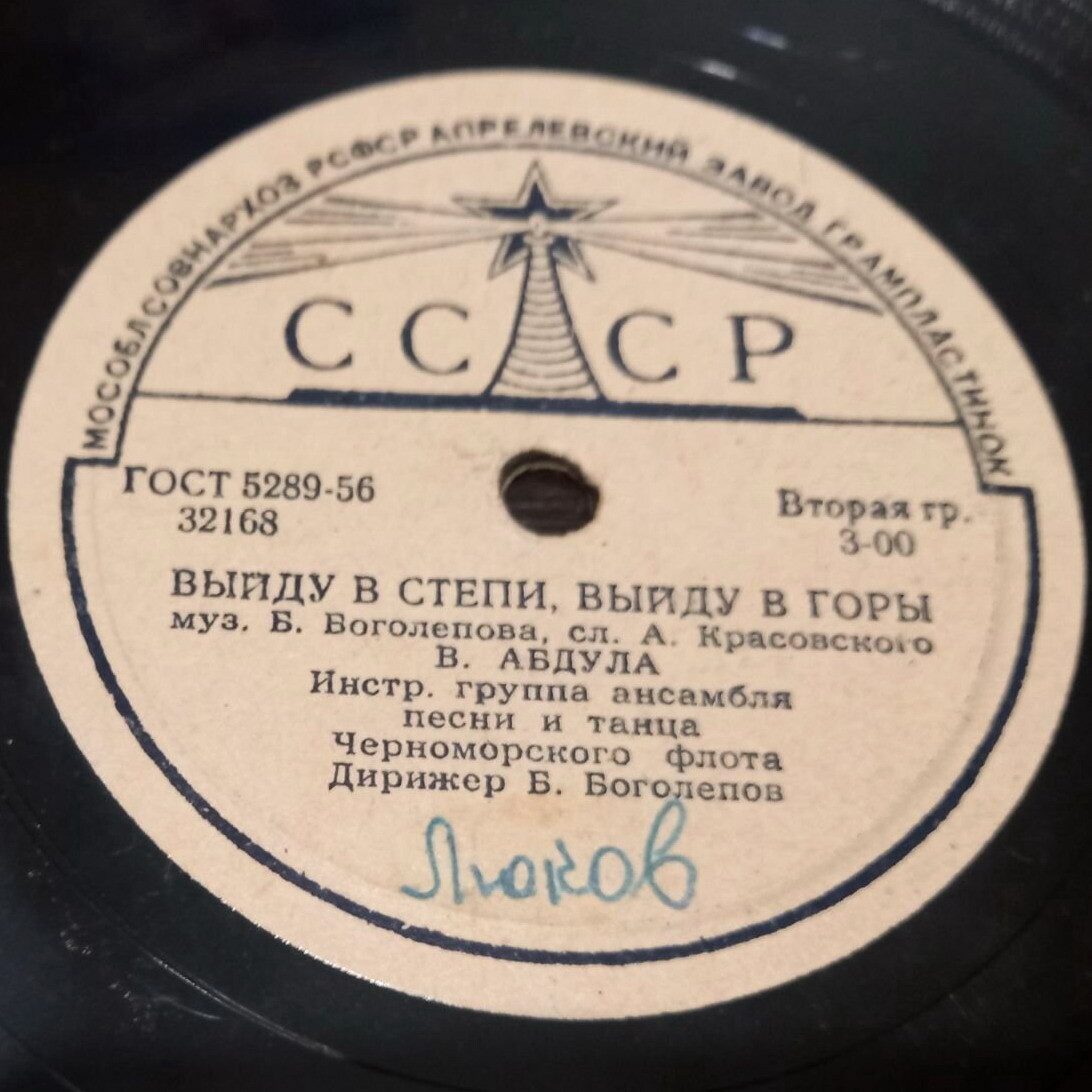 МОСОБЛСОВНАРХОЗ РСФСР АПРЕЛЕВСКИЙ ЗАВОД ГРАМПЛАСТИНОК
СССР
ГОСТ 5289-56
32168
Вторая гр.
3-00
ВЫЙДУ В СТЕПИ, ВЫЙДУ В ГОРЫ
муз. Б. Боголепова, сл. А. Красовского
В. АБДУЛА
Инстр. группа ансамбля
песни и танца
Черноморского флота
Дирижер Б. Боголепов
Люков